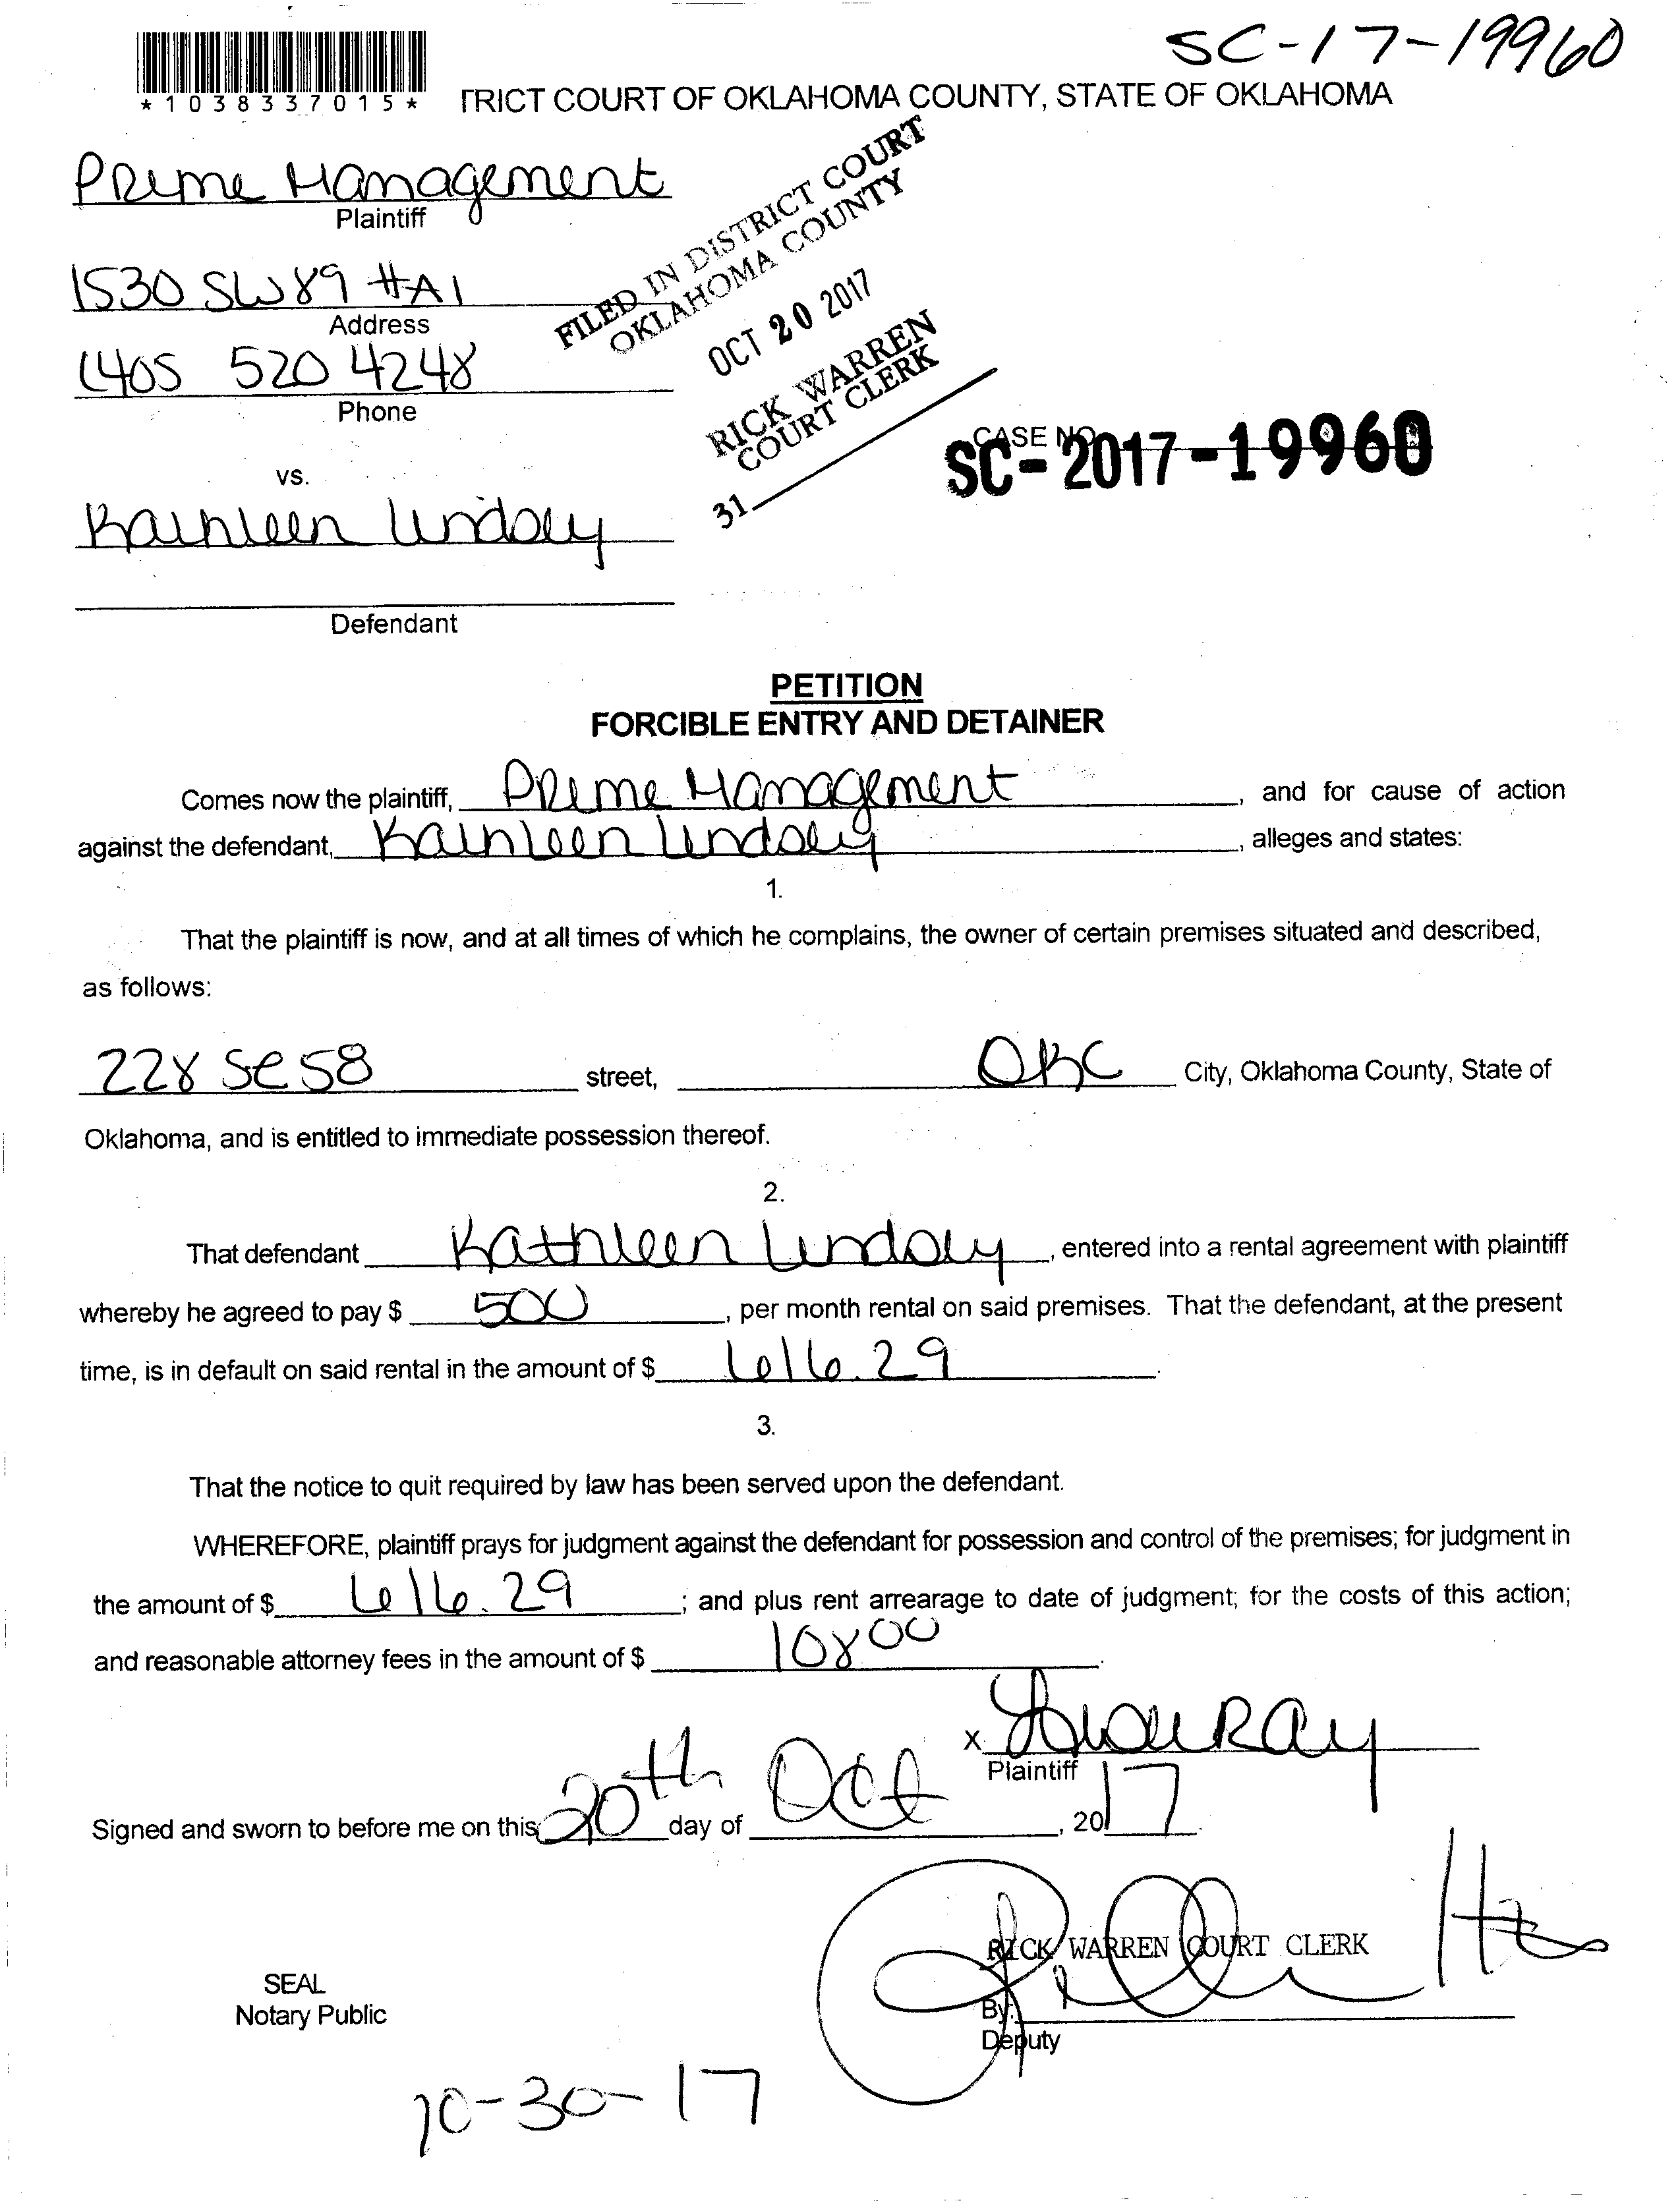 SC-17-19960
*1038337015*
TRICT COURT OF OKLAHOMA COUNTY, STATE OF OKLAHOMA
Prime Management
Plaintiff
FILED IN DISTRICT COURT
OKLAHOMA COUNTY
OCT 20 2017
RICK WARREN
COURT CLERK
31
1530 SW 89 #A1
Address
405 520 4248
Phone
CASE NO.
SC-2017-19960
vs.
Kathleen Lindsey
Defendant
PETITION
FORCIBLE ENTRY AND DETAINER
Comes now the plaintiff, Prime Management, and for cause of action
against the defendant, Kathleen Lindsey, alleges and states:
1.
That the plaintiff is now, and at all times of which he complains, the owner of certain premises situated and described,
as follows:
228 SE 58 street, OKC City, Oklahoma County, State of
Oklahoma, and is entitled to immediate possession thereof.
2.
That defendant Kathleen Lindsey, entered into a rental agreement with plaintiff
whereby he agreed to pay $ 500, per month rental on said premises. That the defendant, at the present
time, is in default on said rental in the amount of $ 616.29.
3.
That the notice to quit required by law has been served upon the defendant.
WHEREFORE, plaintiff prays for judgment against the defendant for possession and control of the premises; for judgment in
the amount of $ 616.29; and plus rent arrearage to date of judgment; for the costs of this action;
and reasonable attorney fees in the amount of $ 108 00.
x Ray
Plaintiff
Signed and sworn to before me on this 20th day of Oct, 2017.
RICK WARREN COURT CLERK
SEAL
Notary Public
By:
Deputy
10-30-17